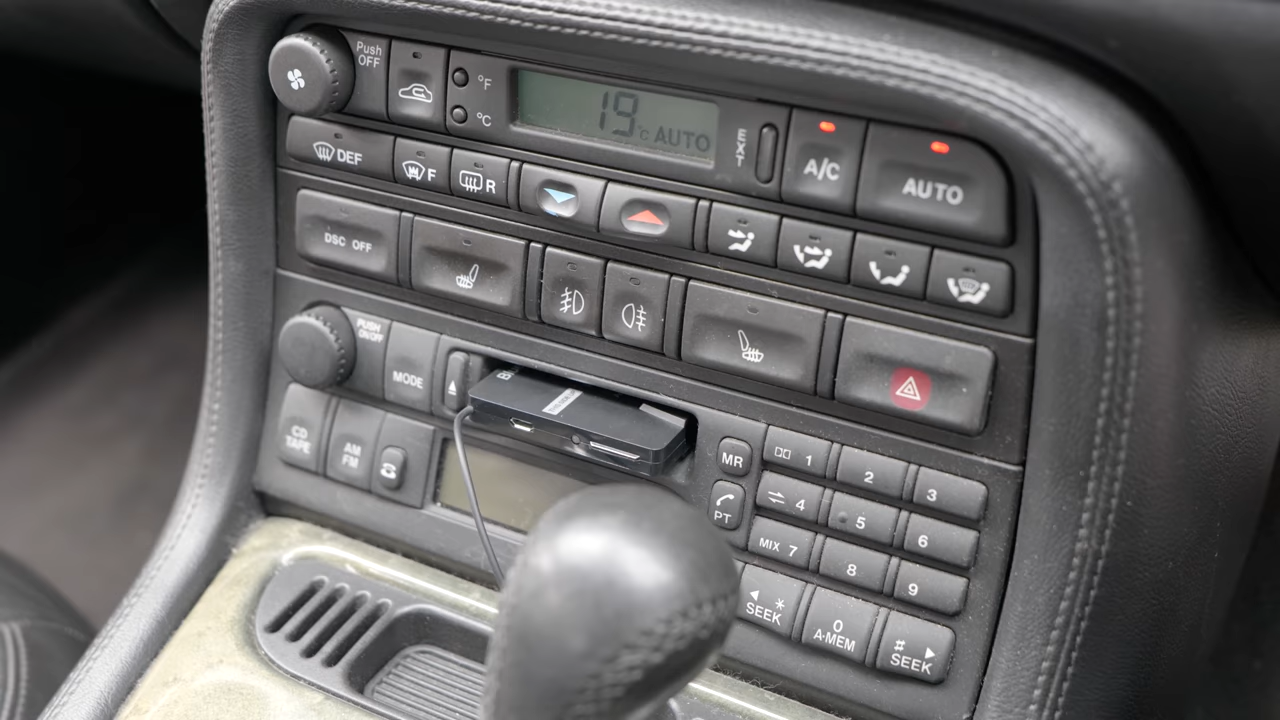 Push
OFF
°F
°C
19 °C AUTO
EXT
A/C
AUTO
DEF
F
R
DSC OFF
PUSH
ON/OFF
MODE
CD
TAPE
AM
FM
MR
PT
1
2
3
4
5
6
MIX 7
8
9
* SEEK
0
A·MEM
#
SEEK